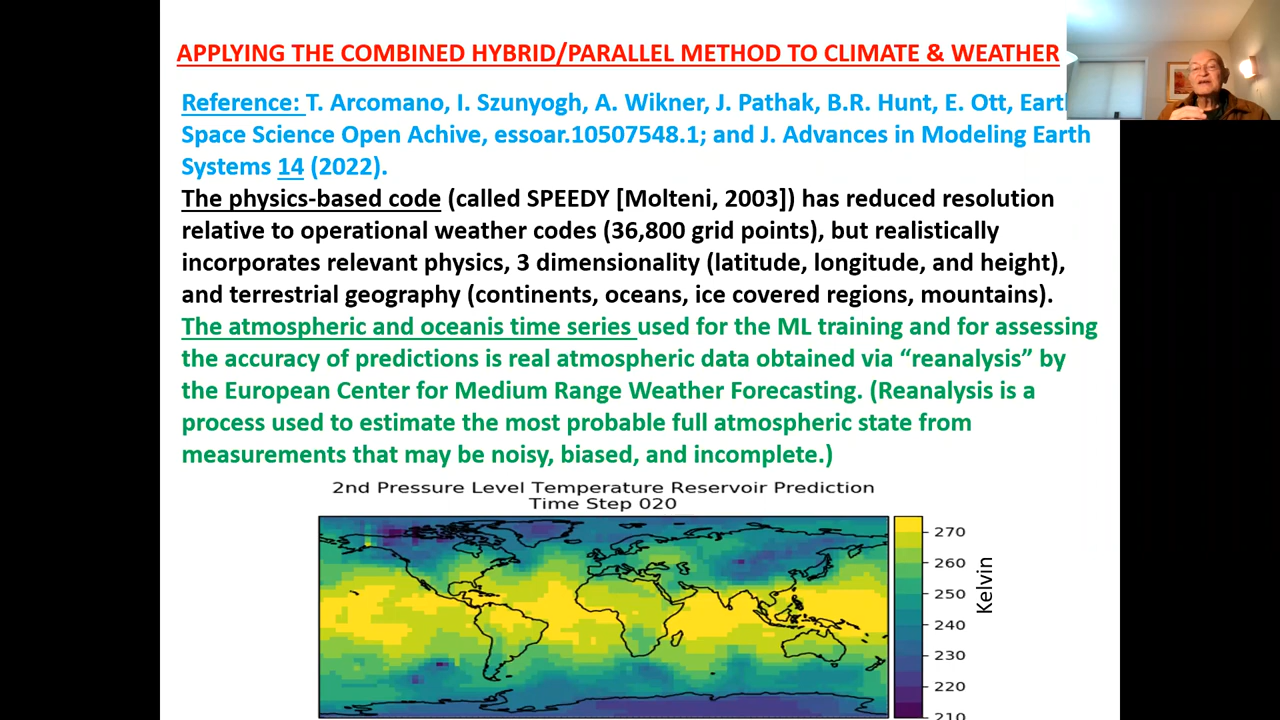 APPLYING THE COMBINED HYBRID/PARALLEL METHOD TO CLIMATE & WEATHER
Reference: T. Arcomano, I. Szunyogh, A. Wikner, J. Pathak, B.R. Hunt, E. Ott,
Space Science Open Achive, essoar.10507548.1; and J. Advances in Modeling Earth
Systems 14 (2022).
The physics-based code (called SPEEDY [Molteni, 2003]) has reduced resolution
relative to operational weather codes (36,800 grid points), but realistically
incorporates relevant physics, 3 dimensionality (latitude, longitude, and height),
and terrestrial geography (continents, oceans, ice covered regions, mountains).
The atmospheric and oceanis time series used for the ML training and for assessing
the accuracy of predictions is real atmospheric data obtained via “reanalysis” by
the European Center for Medium Range Weather Forecasting. (Reanalysis is a
process used to estimate the most probable full atmospheric state from
measurements that may be noisy, biased, and incomplete.)
2nd Pressure Level Temperature Reservoir Prediction
Time Step 020
270
260
250
240
230
220
210
Kelvin